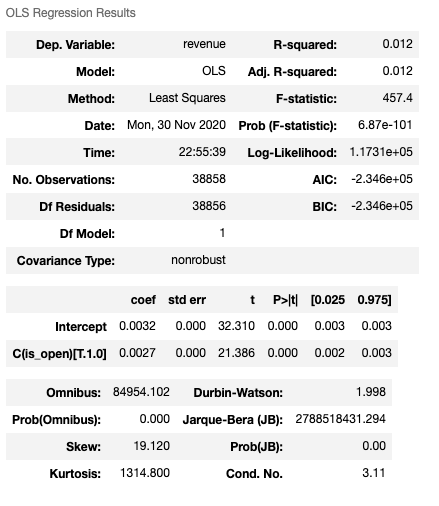 OLS Regression Results
Dep. Variable: revenue R-squared: 0.012
Model: OLS Adj. R-squared: 0.012
Method: Least Squares F-statistic: 457.4
Date: Mon, 30 Nov 2020 Prob (F-statistic): 6.87e-101
Time: 22:55:39 Log-Likelihood: 1.1731e+05
No. Observations: 38858 AIC: -2.346e+05
Df Residuals: 38856 BIC: -2.346e+05
Df Model: 1
Covariance Type: nonrobust
coef std err t P>|t| [0.025 0.975]
Intercept 0.0032 0.000 32.310 0.000 0.003 0.003
C(is_open)[T.1.0] 0.0027 0.000 21.386 0.000 0.002 0.003
Omnibus: 84954.102 Durbin-Watson: 1.998
Prob(Omnibus): 0.000 Jarque-Bera (JB): 2788518431.294
Skew: 19.120 Prob(JB): 0.00
Kurtosis: 1314.800 Cond. No. 3.11